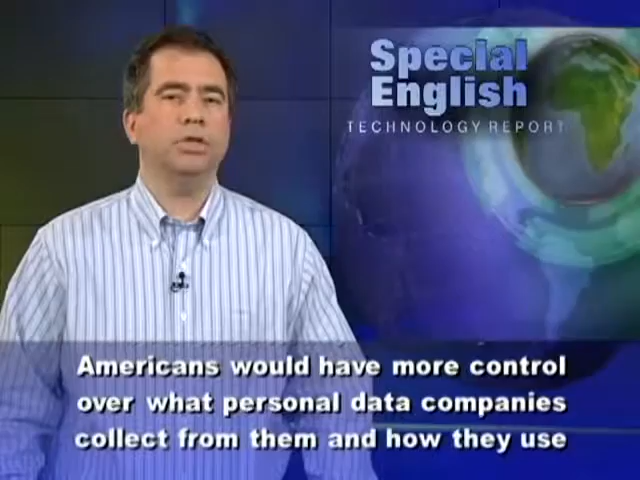 Special
English
TECHNOLOGY REPORT
Americans would have more control
over what personal data companies
collect from them and how they use